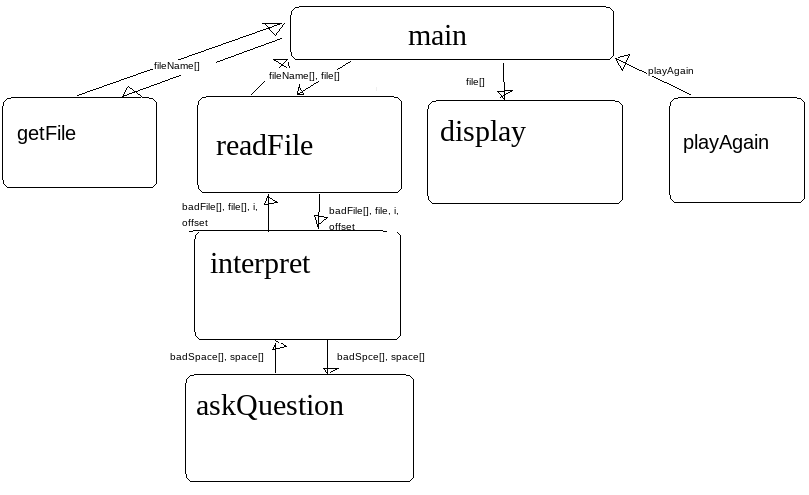 main
fileName[]
fileName[], file[]
file[]
playAgain
getFile
readFile
display
playAgain
badFile[], file[], i,
offset
badFile[], file, i,
offset
interpret
badSpace[], space[]
badSpce[], space[]
askQuestion